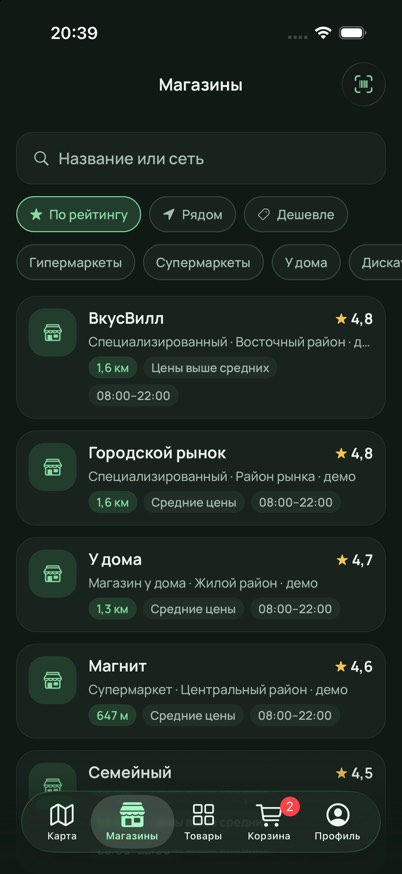 20:39
Магазины
Название или сеть
По рейтингу
Рядом
Дешевле
Гипермаркеты
Супермаркеты
У дома
Диска
ВкусВилл
4,8
Специализированный · Восточный район · д...
1,6 км
Цены выше средних
08:00–22:00
Городской рынок
4,8
Специализированный · Район рынка · демо
1,6 км
Средние цены
08:00–22:00
У дома
4,7
Магазин у дома · Жилой район · демо
1,3 км
Средние цены
08:00–22:00
Магнит
4,6
Супермаркет · Центральный район · демо
647 м
Средние цены
08:00–22:00
Семейный
4,5
2
Карта
Магазины
Товары
Корзина
Профиль